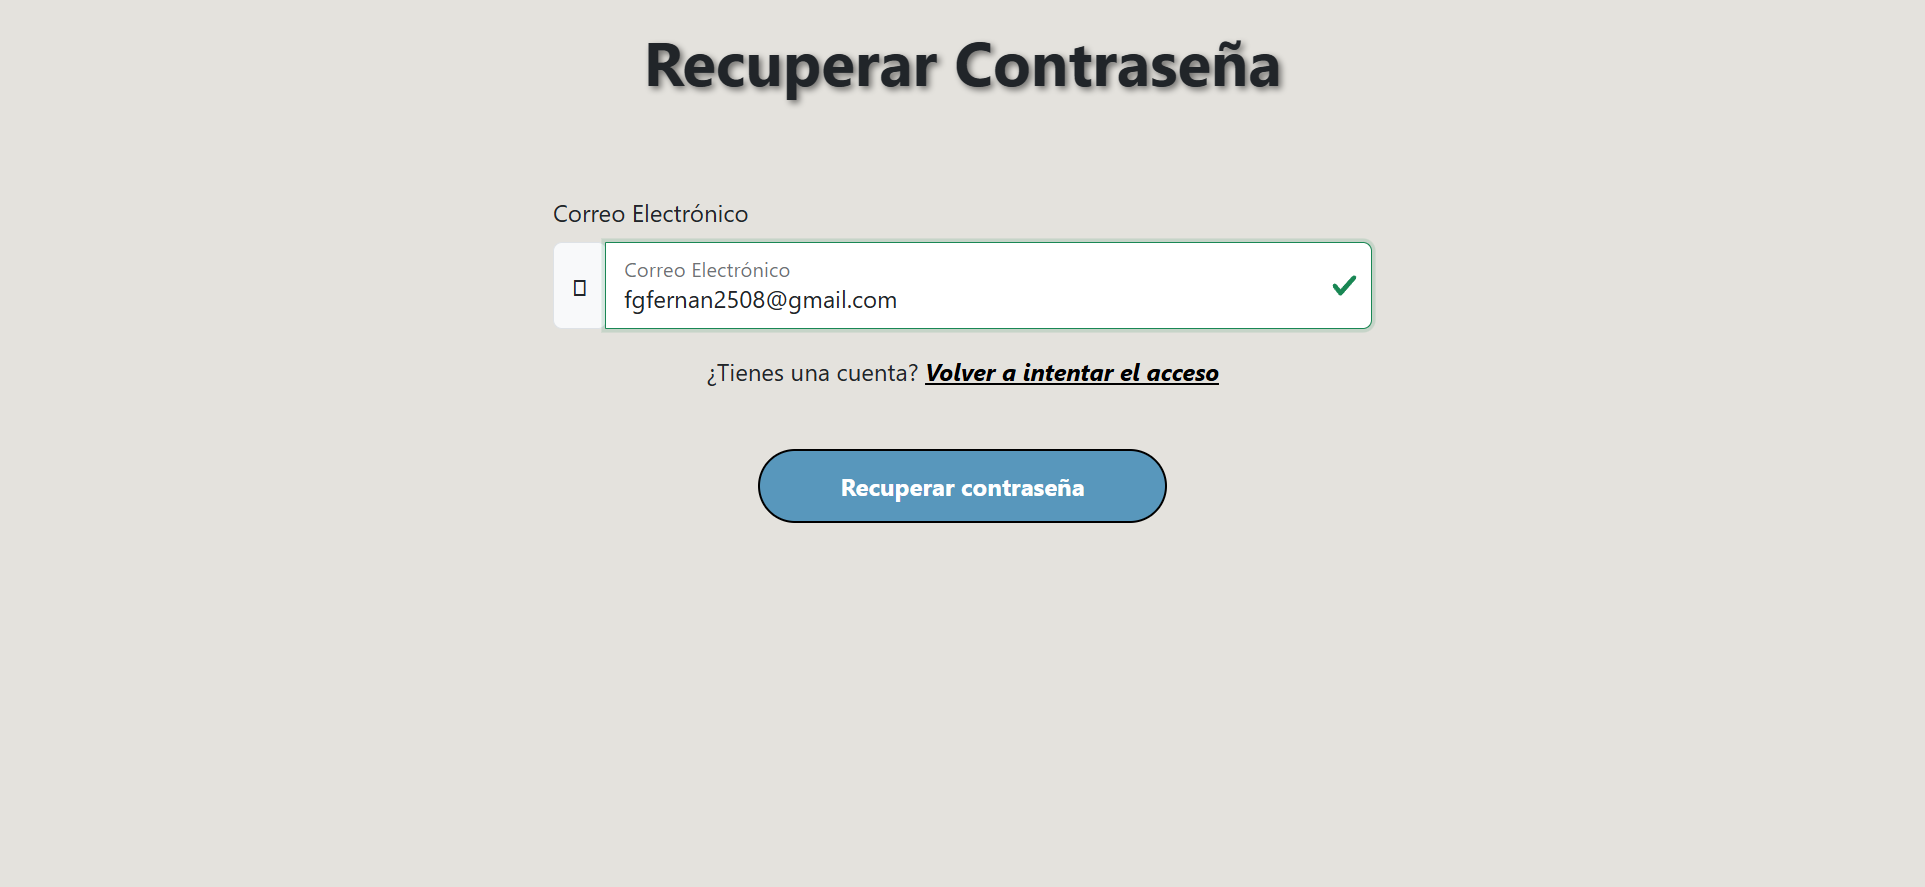 Recuperar Contraseña
Correo Electrónico
Correo Electrónico
fgfernan2508@gmail.com
¿Tienes una cuenta? Volver a intentar el acceso
Recuperar contraseña